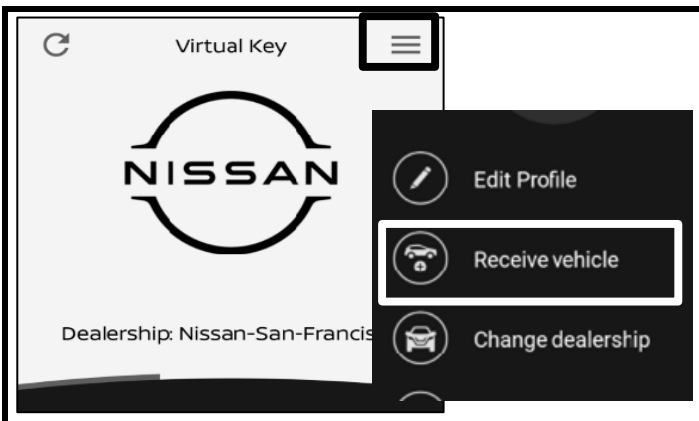 Virtual Key
NISSAN
Dealership: Nissan-San-Francis
Edit Profile
Receive vehicle
Change dealership